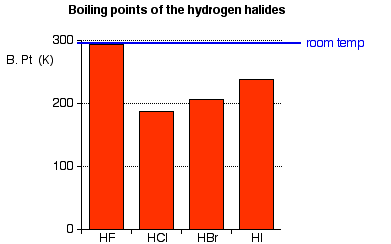 Boiling points of the hydrogen halides
300
room temp
B. Pt (K)
200
100
0
HF HCl HBr HI